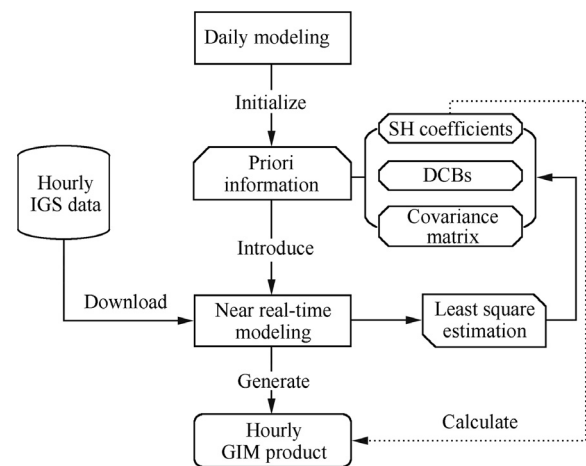 Daily modeling
Initialize
SH coefficients
Priori
information
DCBs
Hourly
IGS data
Covariance
matrix
Introduce
Download
Near real-time
modeling
Least square
estimation
Generate
Calculate
Hourly
GIM product